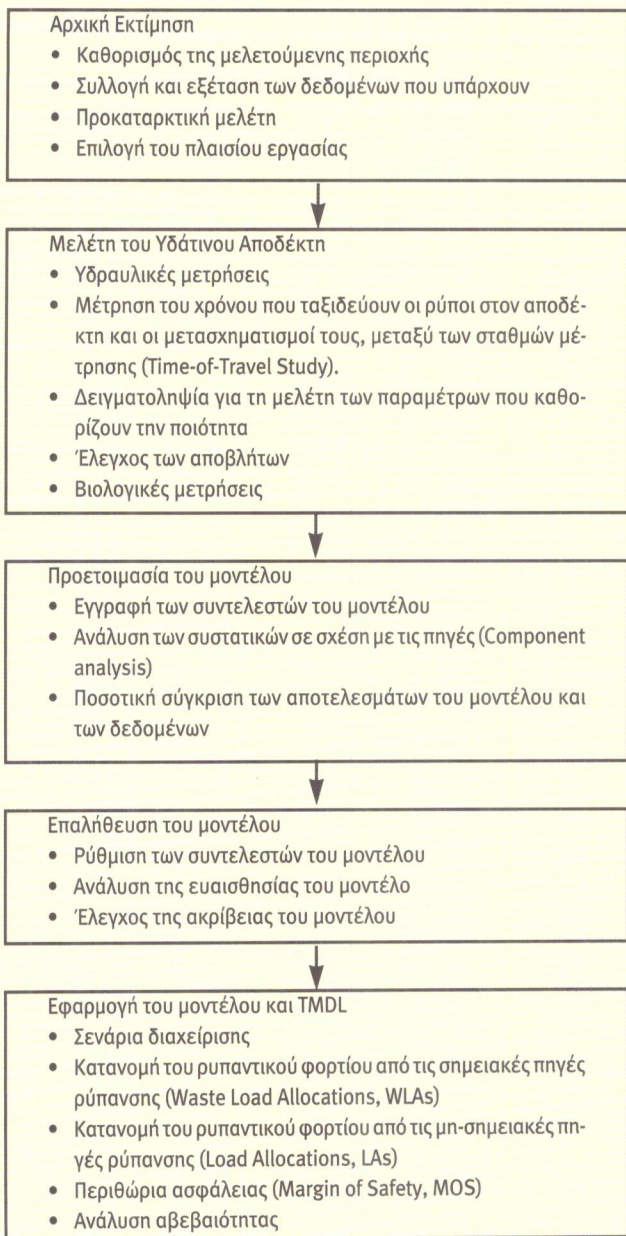 Αρχική Εκτίμηση
• Καθορισμός της μελετούμενης περιοχής
• Συλλογή και εξέταση των δεδομένων που υπάρχουν
• Προκαταρκτική μελέτη
• Επιλογή του πλαισίου εργασίας
Μελέτη του Υδάτινου Αποδέκτη
• Υδραυλικές μετρήσεις
• Μέτρηση του χρόνου που ταξιδεύουν οι ρύποι στον αποδέ-
κτη και οι μετασχηματισμοί τους, μεταξύ των σταθμών μέ-
τρησης (Time-of-Travel Study).
• Δειγματοληψία για τη μελέτη των παραμέτρων που καθο-
ρίζουν την ποιότητα
• Έλεγχος των αποβλήτων
• Βιολογικές μετρήσεις
Προετοιμασία του μοντέλου
• Εγγραφή των συντελεστών του μοντέλου
• Ανάλυση των συστατικών σε σχέση με τις πηγές (Component
analysis)
• Ποσοτική σύγκριση των αποτελεσμάτων του μοντέλου και
των δεδομένων
Επαλήθευση του μοντέλου
• Ρύθμιση των συντελεστών του μοντέλου
• Ανάλυση της ευαισθησίας του μοντέλο
• Έλεγχος της ακρίβειας του μοντέλου
Εφαρμογή του μοντέλου και TMDL
• Σενάρια διαχείρισης
• Κατανομή του ρυπαντικού φορτίου από τις σημειακές πηγές
ρύπανσης (Waste Load Allocations, WLAs)
• Κατανομή του ρυπαντικού φορτίου από τις μη-σημειακές πη-
γές ρύπανσης (Load Allocations, LAs)
• Περιθώρια ασφάλειας (Margin of Safety, MOS)
• Ανάλυση αβεβαιότητας